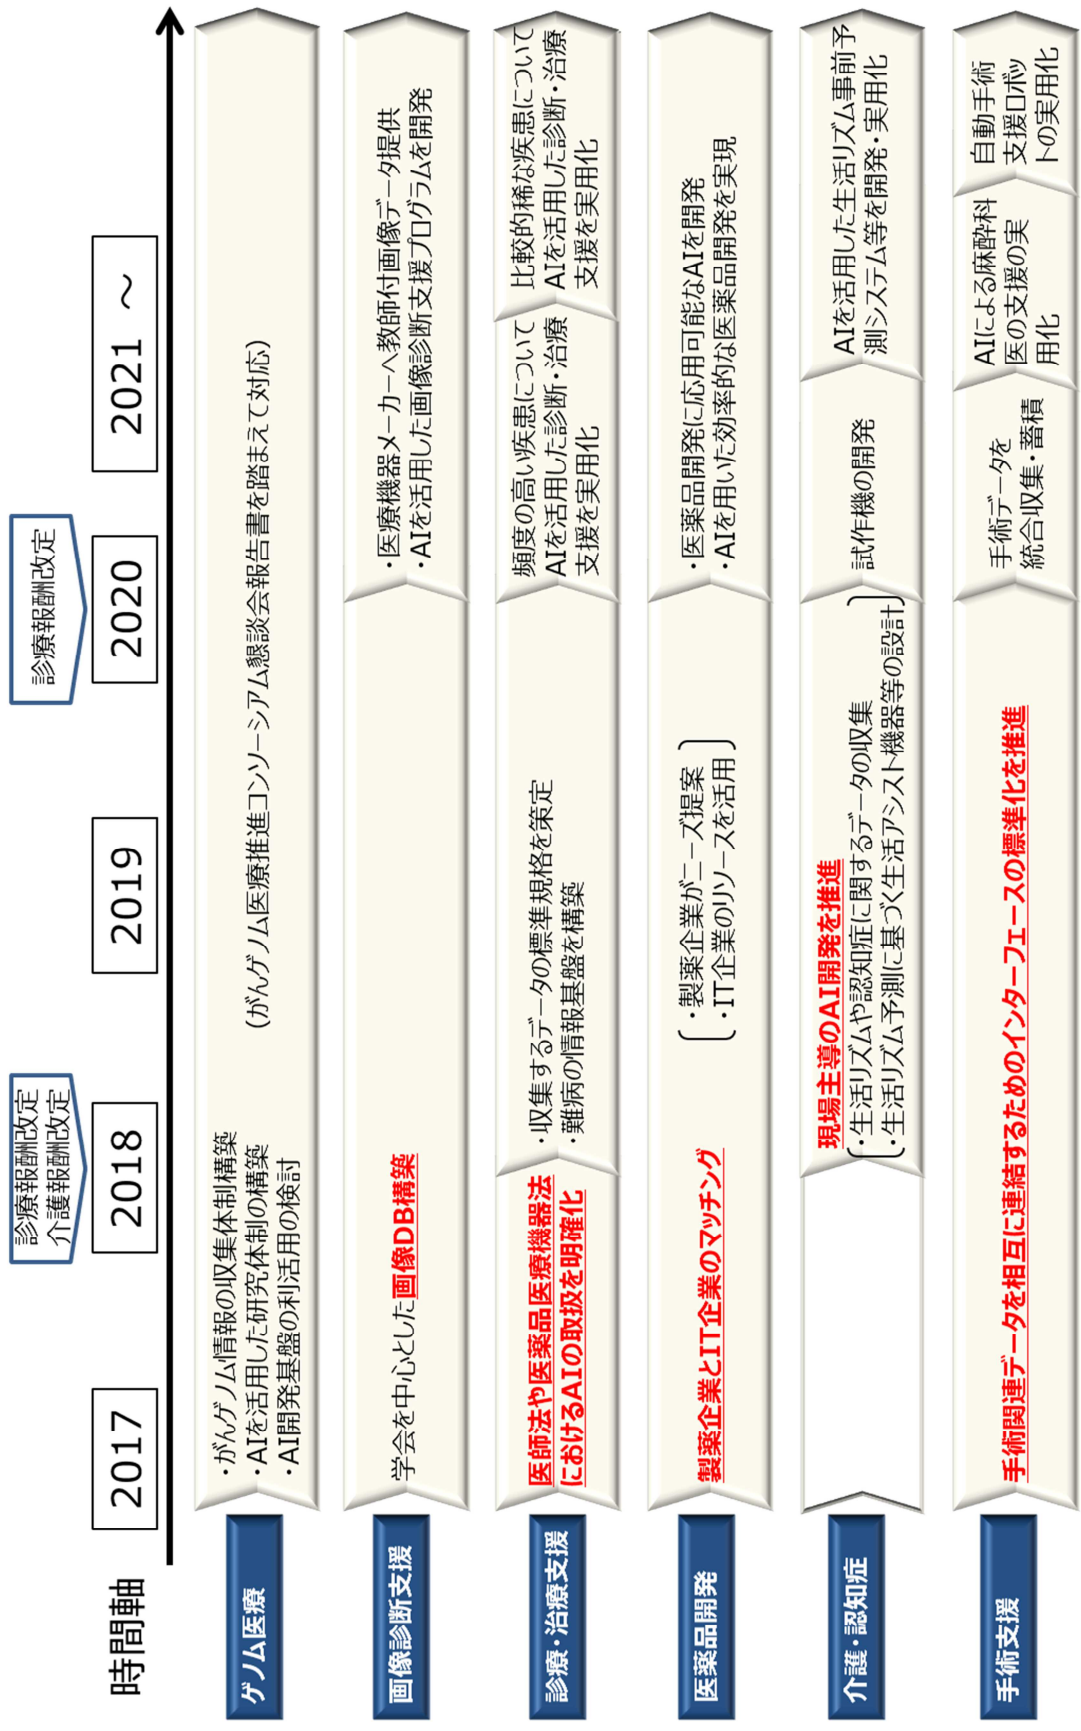 診療報酬改定
介護報酬改定
診療報酬改定
時間軸
2017
2018
2019
2020
2021 ～
ゲノム医療
・がんゲノム情報の収集体制構築
・AIを活用した研究体制の構築
・AI開発基盤の利活用の検討
(がんゲノム医療推進コンソーシアム懇談会報告書を踏まえて対応)
画像診断支援
学会を中心とした画像DB構築
・医療機器メーカーへ教師付画像データ提供
・AIを活用した画像診断支援プログラムを開発
診療・治療支援
医師法や医薬品医療機器法
におけるAIの取扱を明確化
・収集するデータの標準規格を策定
・難病の情報基盤を構築
頻度の高い疾患について
AIを活用した診断・治療
支援を実用化
比較的稀な疾患について
AIを活用した診断・治療
支援を実用化
医薬品開発
製薬企業とIT企業のマッチング
・製薬企業がニーズ提案
・IT企業のリソースを活用
・医薬品開発に応用可能なAIを開発
・AIを用いた効率的な医薬品開発を実現
介護・認知症
現場主導のAI開発を推進
・生活リズムや認知症に関するデータの収集
・生活リズム予測に基づく生活アシスト機器等の設計
試作機の開発
AIを活用した生活リズム事前予
測システム等を開発・実用化
手術支援
手術関連データを相互に連結するためのインターフェースの標準化を推進
手術データを
統合収集・蓄積
AIによる麻酔科
医の支援の実
用化
自動手術
支援ロボッ
トの実用化